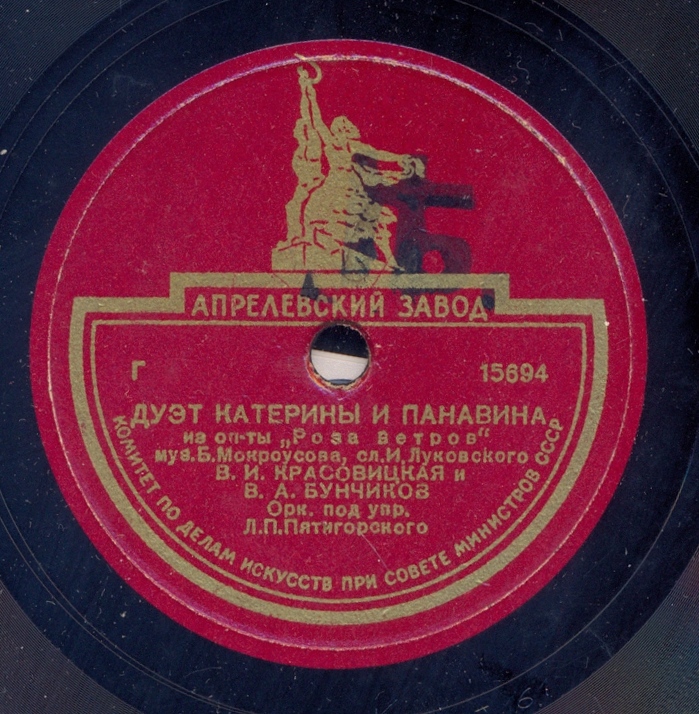 Б
АПРЕЛЕВСКИЙ ЗАВОД
Г 15694
ДУЭТ КАТЕРИНЫ И ПАНАВИНА
из оп-ты „Роза ветров“
муз.Б.Мокроусова, сл.И.Луковского
В. И. КРАСОВИЦКАЯ и
В. А. БУНЧИКОВ
Орк. под упр.
Л.П.Пятигорского
КОМИТЕТ ПО ДЕЛАМ ИСКУССТВ ПРИ СОВЕТЕ МИНИСТРОВ СССР